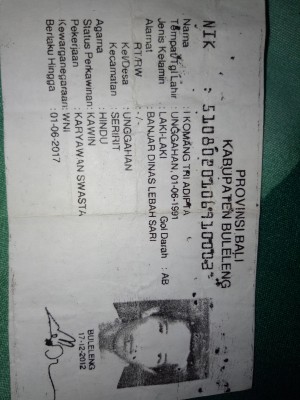 PROVINSI BALI
KABUPATEN BULELENG
NIK : 5108020106910002
Nama : I KOMANG TRI ADIPTA
Tempat/Tgl Lahir : UNGGAHAN, 01-06-1991
Jenis Kelamin : LAKI-LAKI Gol Darah : AB
Alamat : BANJAR DINAS LEBAH SARI
RT/RW : -/-
Kel/Desa : UNGGAHAN
Kecamatan : SERIRIT
Agama : HINDU
Status Perkawinan: KAWIN
Pekerjaan : KARYAWAN SWASTA
Kewarganegaraan: WNI
Berlaku Hingga : 01-06-2017
BULELENG
17-12-2012